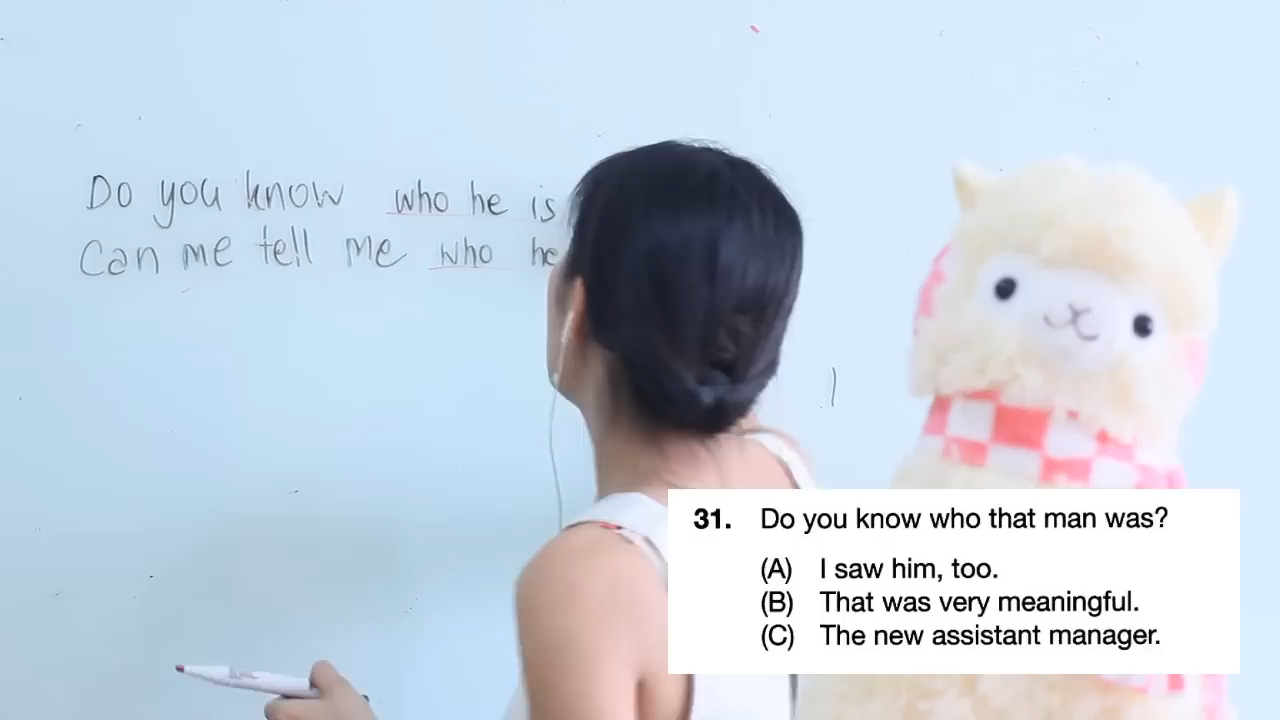 Do you know who he is
Can me tell me who he
31. Do you know who that man was?
(A) I saw him, too.
(B) That was very meaningful.
(C) The new assistant manager.